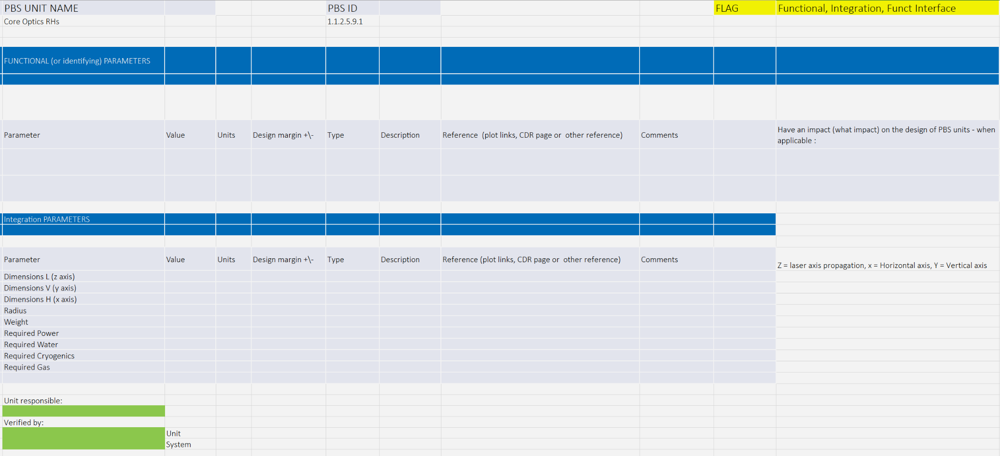 PBS UNIT NAME PBS ID FLAG Functional, Integration, Funct Interface
Core Optics RHs 1.1.2.5.9.1
FUNCTIONAL (or identifying) PARAMETERS
Parameter Value Units Design margin +\- Type Description Reference (plot links, CDR page or other reference) Comments Have an impact (what impact) on the design of PBS units - when
applicable :
Integration PARAMETERS
Parameter Value Units Design margin +\- Type Description Reference (plot links, CDR page or other reference) Comments
Z = laser axis propagation, x = Horizontal axis, Y = Vertical axis
Dimensions L (z axis)
Dimensions V (y axis)
Dimensions H (x axis)
Radius
Weight
Required Power
Required Water
Required Cryogenics
Required Gas
Unit responsible:
Verified by:
Unit
System